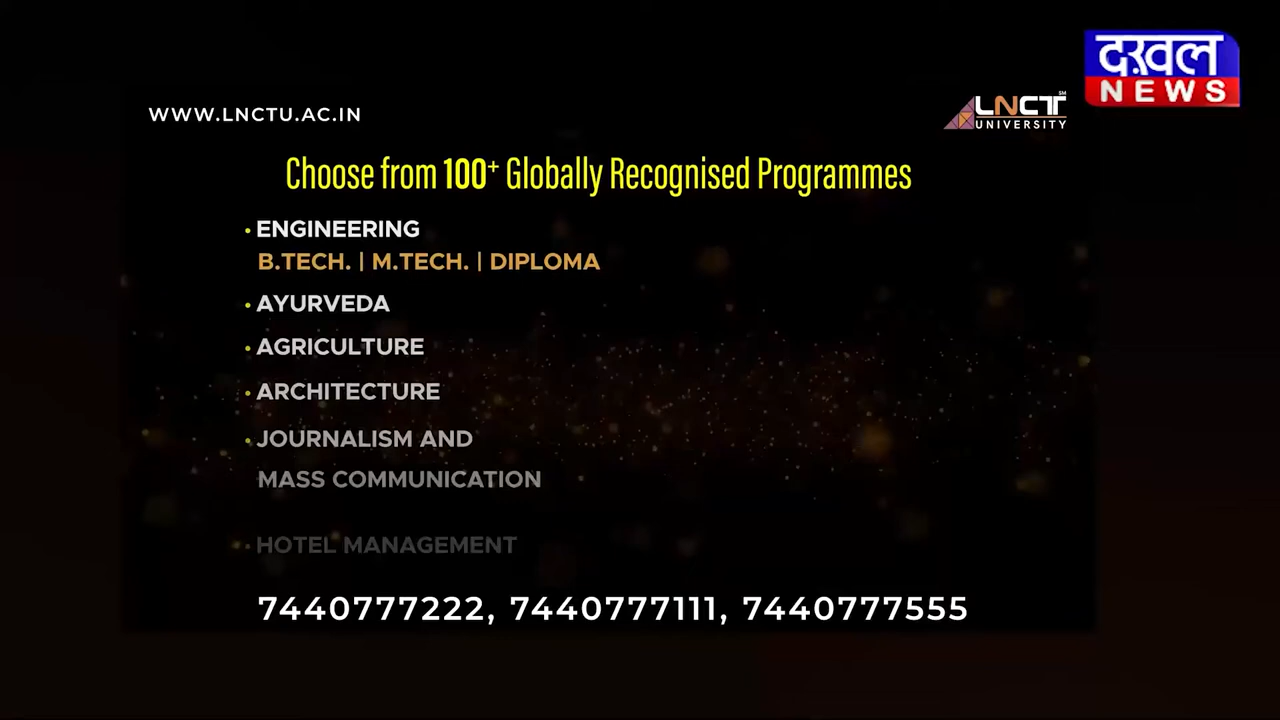 दख़ल
NEWS
WWW.LNCTU.AC.IN
LNCT SM
UNIVERSITY
Choose from 100+ Globally Recognised Programmes
• ENGINEERING
B.TECH. | M.TECH. | DIPLOMA
• AYURVEDA
• AGRICULTURE
• ARCHITECTURE
• JOURNALISM AND
MASS COMMUNICATION
• HOTEL MANAGEMENT
7440777222, 7440777111, 7440777555